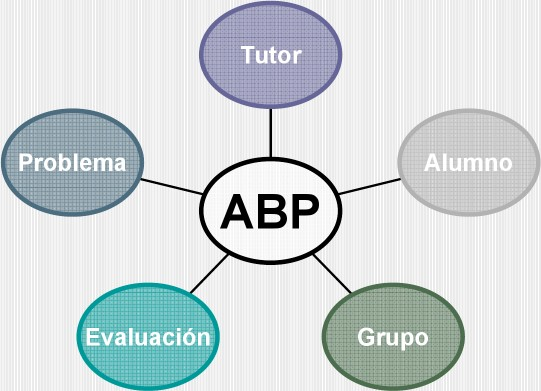 Tutor
Problema
Alumno
ABP
Evaluación
Grupo